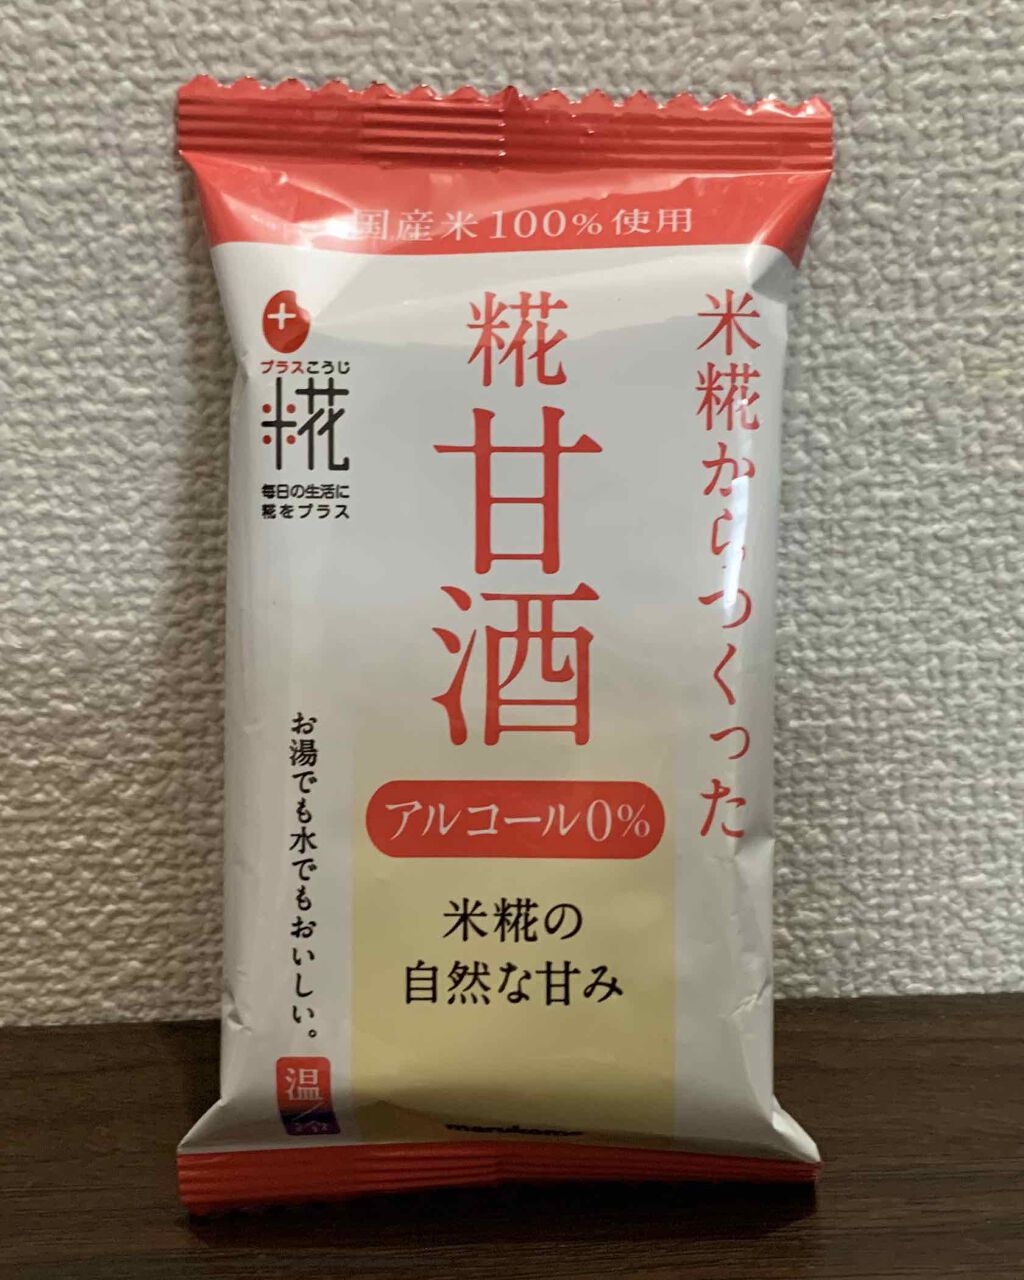 国産米100%使用
米糀からつくった
糀
甘酒
プラスこうじ
糀
毎日の生活に
糀をプラス
アルコール0%
米糀の
自然な甘み
お湯でも水でもおいしい。
温/冷
marukome